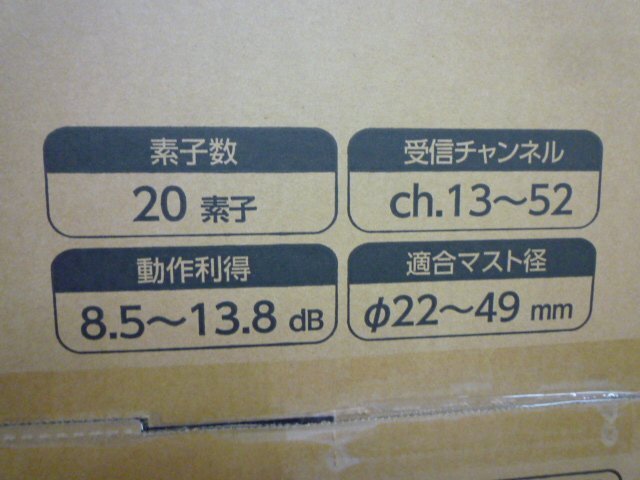 素子数
20 素子
受信チャンネル
ch.13～52
動作利得
8.5～13.8 dB
適合マスト径
φ22～49 mm